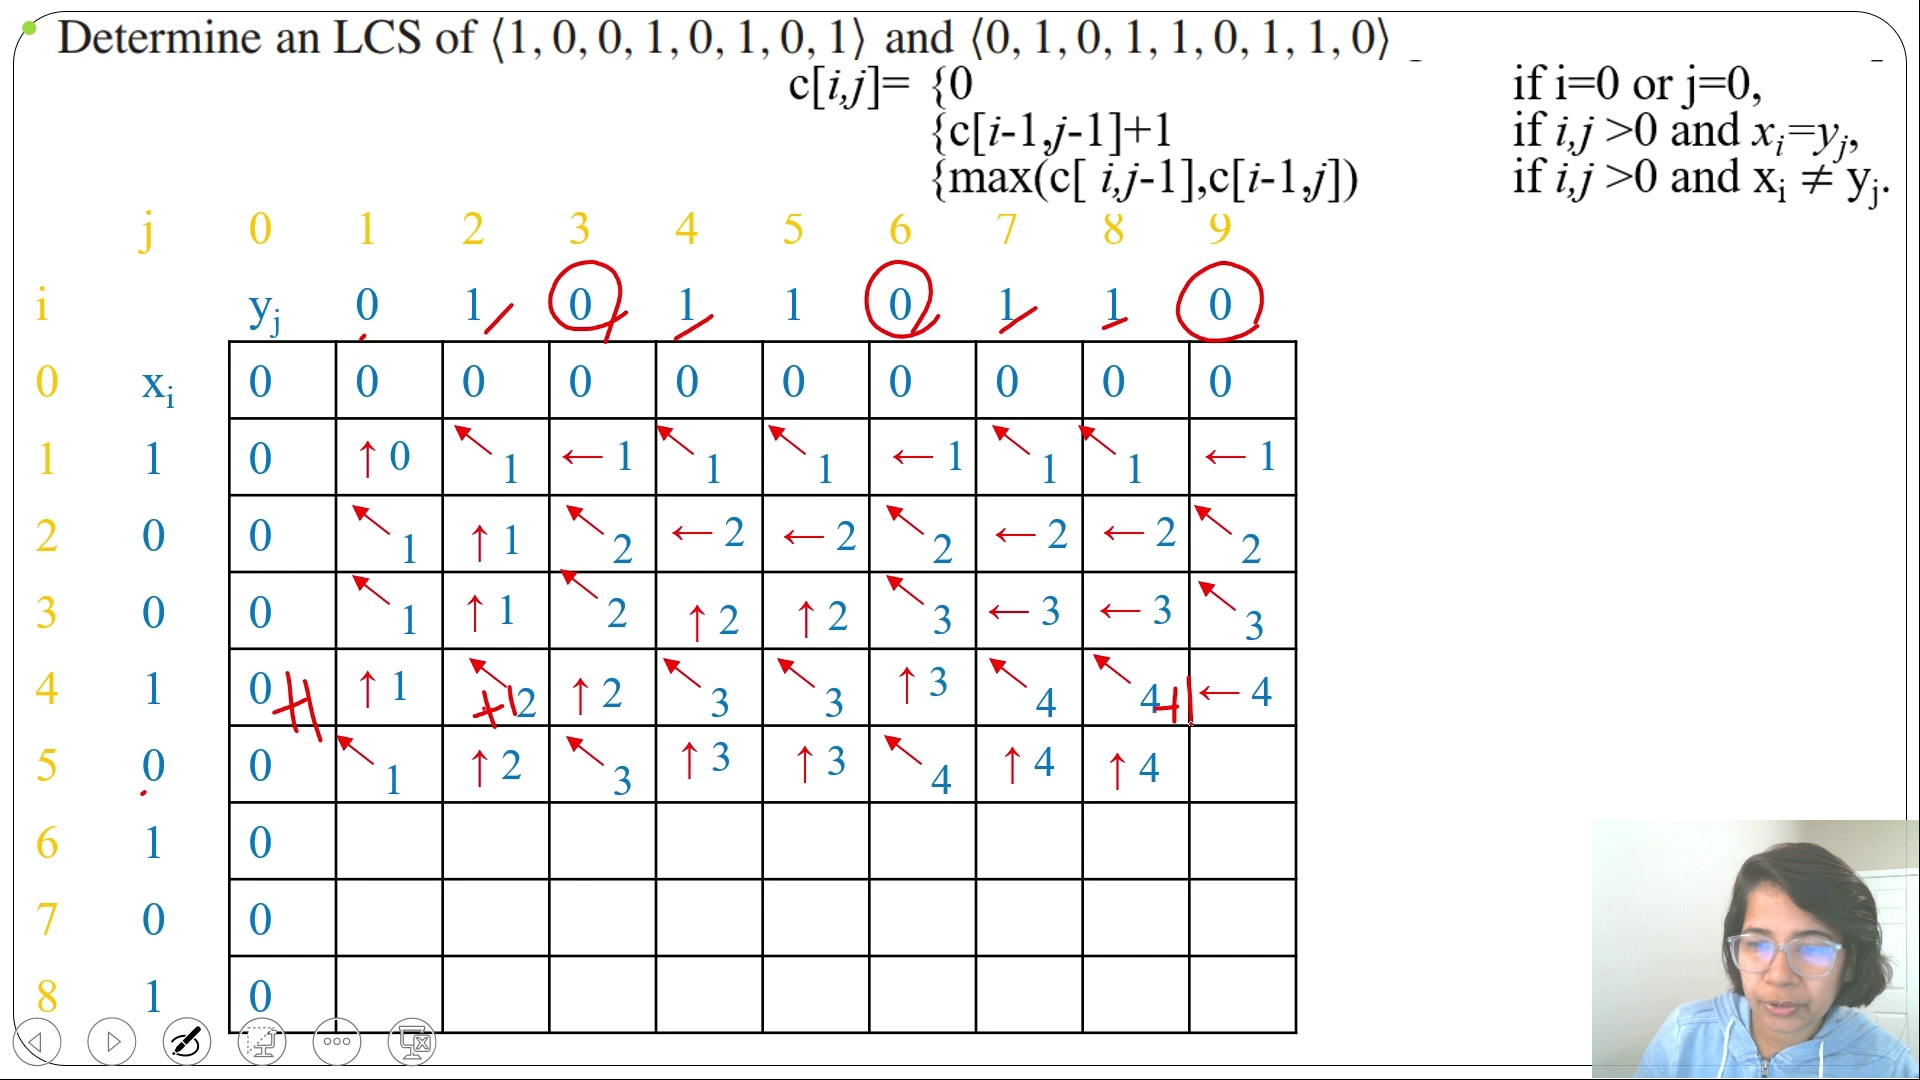 Determine an LCS of ⟨1, 0, 0, 1, 0, 1, 0, 1⟩ and ⟨0, 1, 0, 1, 1, 0, 1, 1, 0⟩
c[i,j]= {0 if i=0 or j=0,
{c[i-1,j-1]+1 if i,j >0 and xi=yj,
{max(c[ i,j-1],c[i-1,j]) if i,j >0 and xi ≠ yj.
j 0 1 2 3 4 5 6 7 8 9
i yj 0 1 0 1 1 0 1 1 0
0 xi 0 0 0 0 0 0 0 0 0 0
1 1 0 ↑ 0 ↖ 1 ← 1 ↖ 1 ↖ 1 ← 1 ↖ 1 ↖ 1 ← 1
2 0 0 ↖ 1 ↑ 1 ↖ 2 ← 2 ← 2 ↖ 2 ← 2 ← 2 ↖ 2
3 0 0 ↖ 1 ↑ 1 ↖ 2 ↑ 2 ↑ 2 ↖ 3 ← 3 ← 3 ↖ 3
4 1 0 +1 ↑ 1 ↖ +1 2 ↑ 2 ↖ 3 ↖ 3 ↑ 3 ↖ 4 ↖ 4 +1 ← 4
5 0 0 ↖ 1 ↑ 2 ↖ 3 ↑ 3 ↑ 3 ↖ 4 ↑ 4 ↑ 4
6 1 0
7 0 0
8 1 0